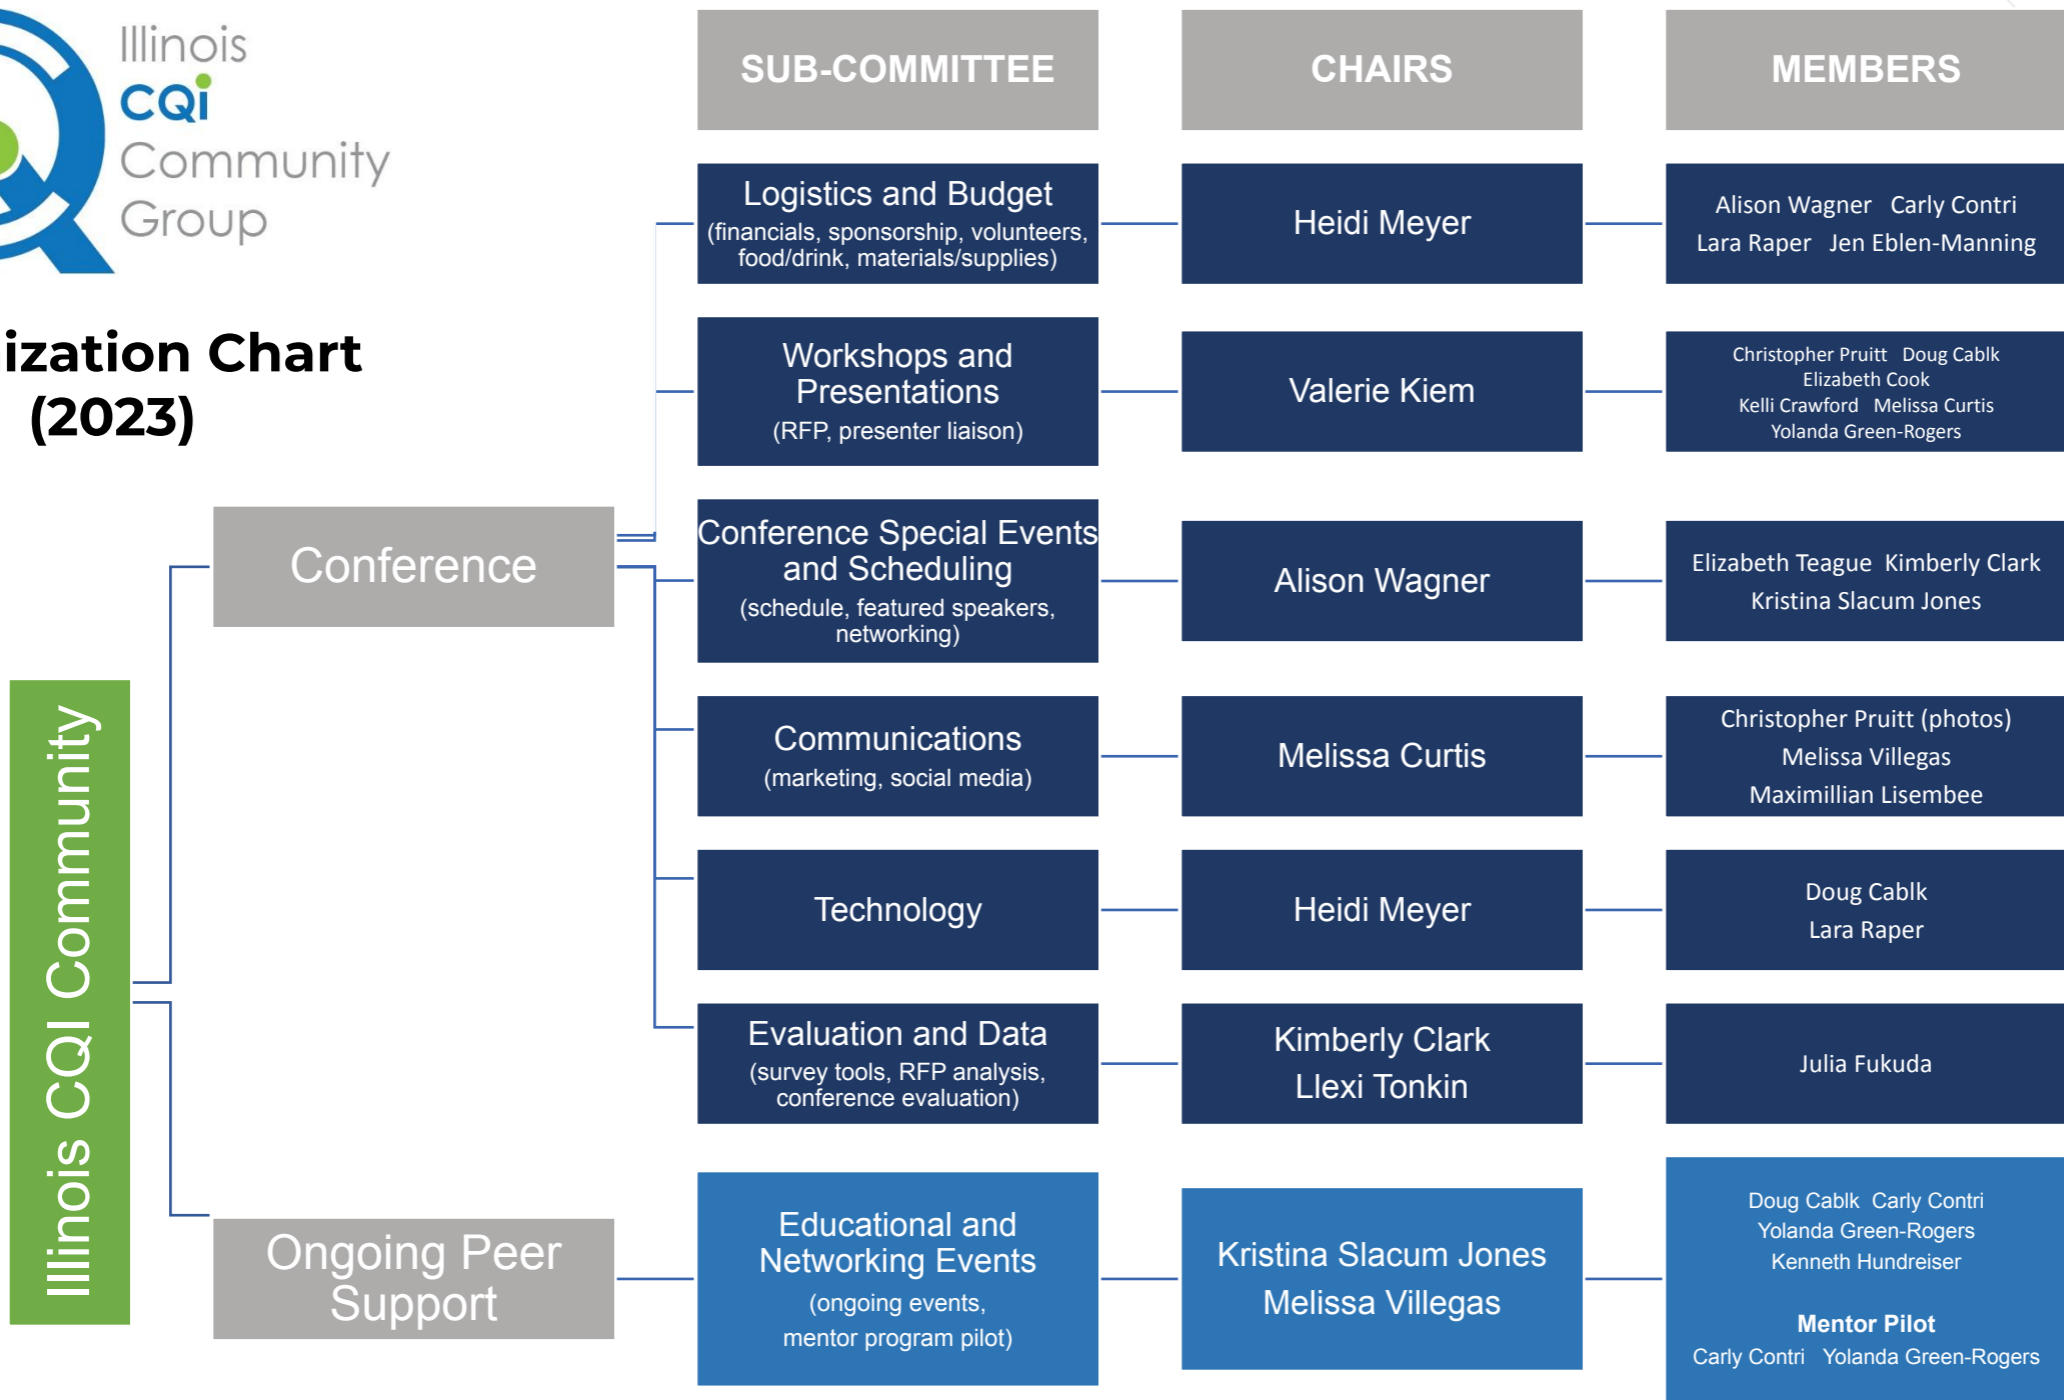 Illinois
CQi
Community
Group
ization Chart
(2023)
SUB-COMMITTEE
CHAIRS
MEMBERS
Logistics and Budget
(financials, sponsorship, volunteers,
food/drink, materials/supplies)
Heidi Meyer
Alison Wagner Carly Contri
Lara Raper Jen Eblen-Manning
Workshops and
Presentations
(RFP, presenter liaison)
Valerie Kiem
Christopher Pruitt Doug Cablk
Elizabeth Cook
Kelli Crawford Melissa Curtis
Yolanda Green-Rogers
Conference
Conference Special Events
and Scheduling
(schedule, featured speakers,
networking)
Alison Wagner
Elizabeth Teague Kimberly Clark
Kristina Slacum Jones
Communications
(marketing, social media)
Melissa Curtis
Christopher Pruitt (photos)
Melissa Villegas
Maximillian Lisembee
Illinois CQI Community
Technology
Heidi Meyer
Doug Cablk
Lara Raper
Evaluation and Data
(survey tools, RFP analysis,
conference evaluation)
Kimberly Clark
Llexi Tonkin
Julia Fukuda
Ongoing Peer
Support
Educational and
Networking Events
(ongoing events,
mentor program pilot)
Kristina Slacum Jones
Melissa Villegas
Doug Cablk Carly Contri
Yolanda Green-Rogers
Kenneth Hundreiser
Mentor Pilot
Carly Contri Yolanda Green-Rogers